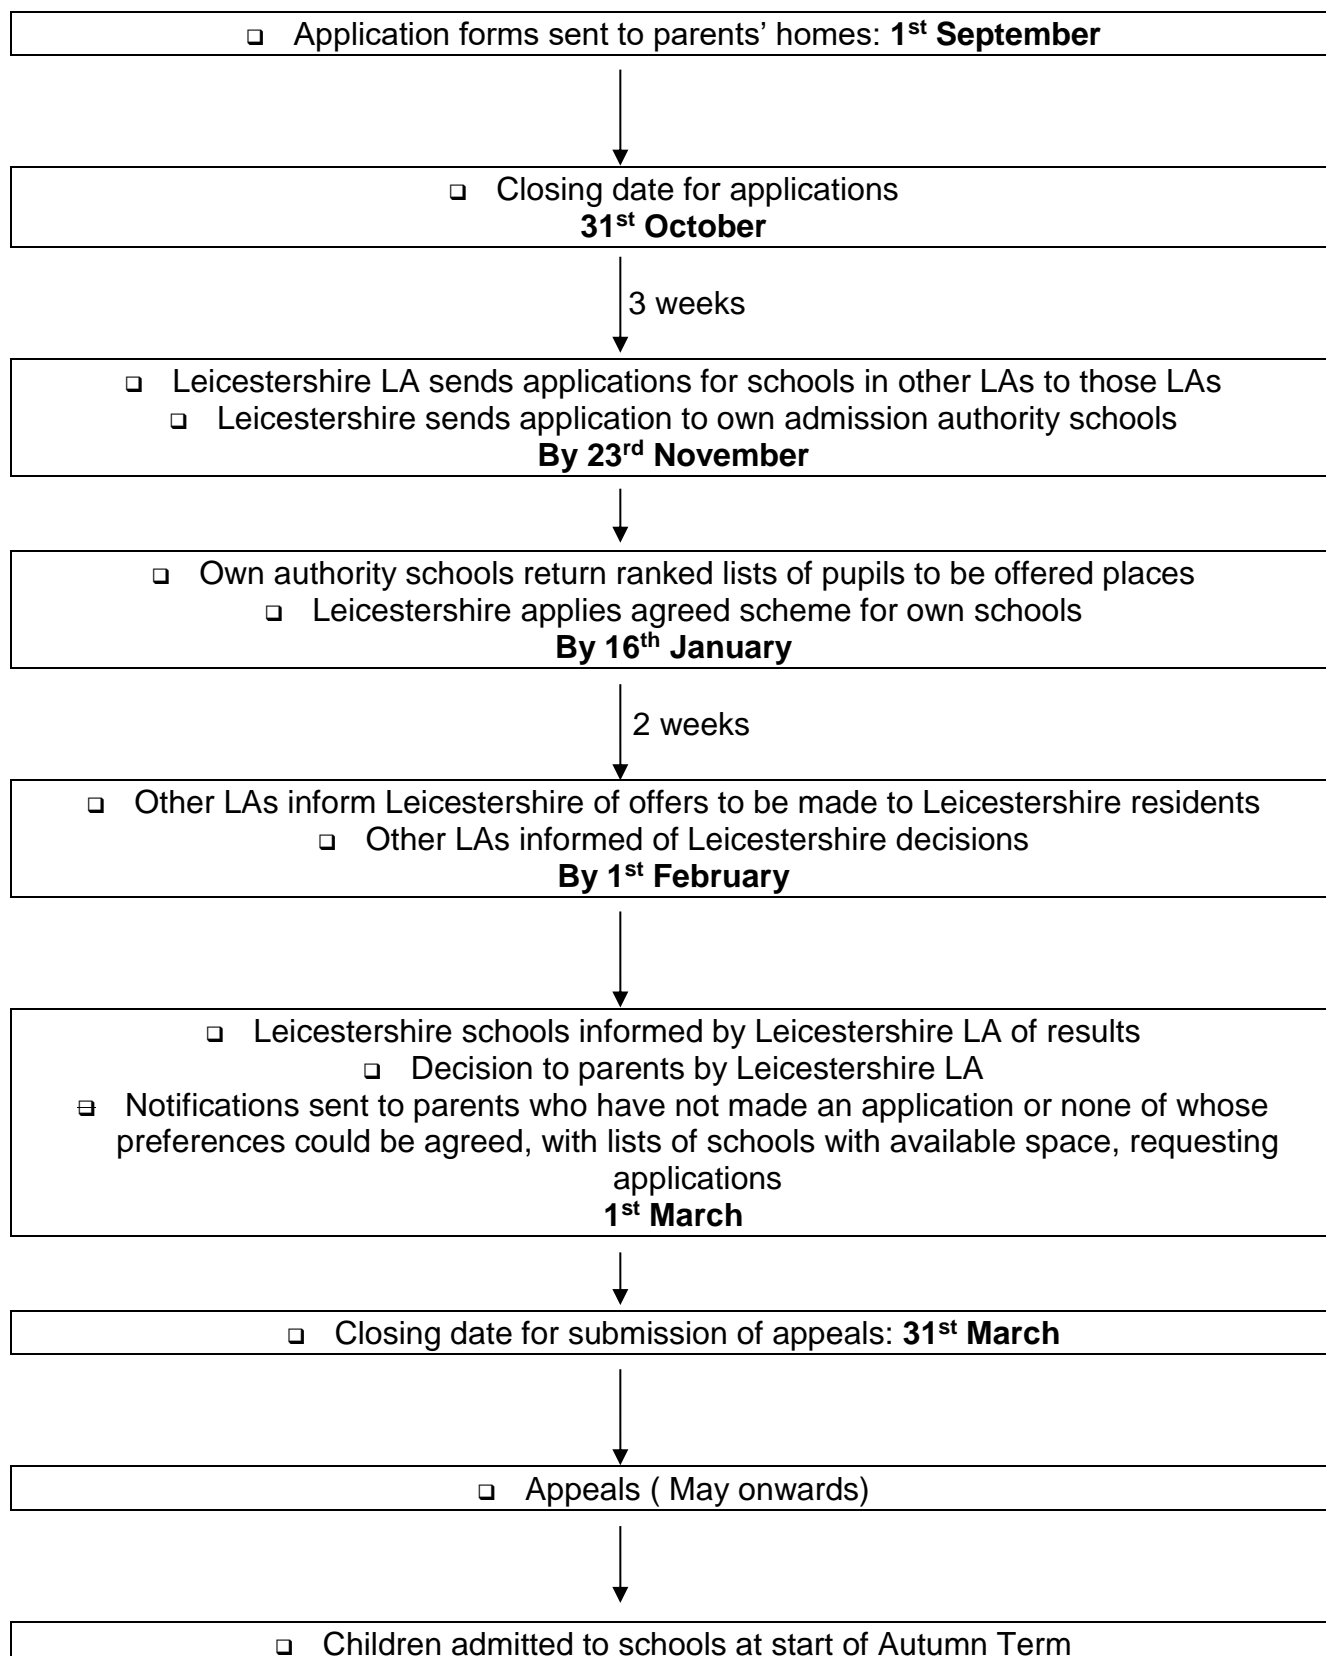 ❑ Application forms sent to parents’ homes: 1st September
❑ Closing date for applications
31st October
3 weeks
❑ Leicestershire LA sends applications for schools in other LAs to those LAs
❑ Leicestershire sends application to own admission authority schools
By 23rd November
❑ Own authority schools return ranked lists of pupils to be offered places
❑ Leicestershire applies agreed scheme for own schools
By 16th January
2 weeks
❑ Other LAs inform Leicestershire of offers to be made to Leicestershire residents
❑ Other LAs informed of Leicestershire decisions
By 1st February
❑ Leicestershire schools informed by Leicestershire LA of results
❑ Decision to parents by Leicestershire LA
❑ Notifications sent to parents who have not made an application or none of whose
preferences could be agreed, with lists of schools with available space, requesting
applications
1st March
❑ Closing date for submission of appeals: 31st March
❑ Appeals ( May onwards)
❑ Children admitted to schools at start of Autumn Term